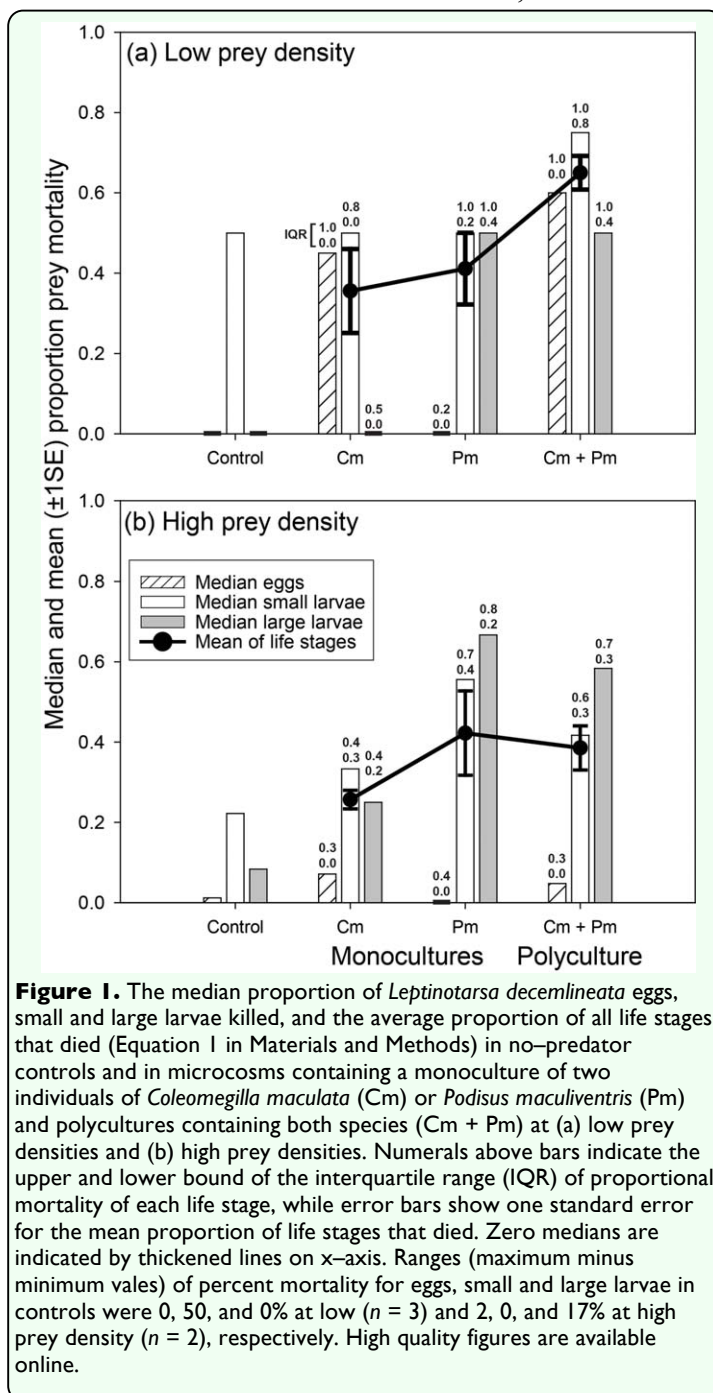 1.0
(a) Low prey density
0.8
0.6
0.4
0.2
0.0
IQR
1.0
0.0
0.8
0.0
0.5
0.0
0.2
0.0
1.0
0.2
1.0
0.4
1.0
0.0
1.0
0.8
1.0
0.4
Control
Cm
Pm
Cm + Pm
Median and mean (±1SE) proportion prey mortality
1.0
(b) High prey density
0.8
0.6
0.4
0.2
0.0
Median eggs
Median small larvae
Median large larvae
Mean of life stages
0.3
0.0
0.4
0.3
0.4
0.2
0.4
0.0
0.7
0.4
0.8
0.2
0.3
0.0
0.6
0.3
0.7
0.3
Control
Cm
Pm
Cm + Pm
Monocultures
Polyculture
Figure 1. The median proportion of Leptinotarsa decemlineata eggs,
small and large larvae killed, and the average proportion of all life stages
that died (Equation 1 in Materials and Methods) in no–predator
controls and in microcosms containing a monoculture of two
individuals of Coleomegilla maculata (Cm) or Podisus maculiventris (Pm)
and polycultures containing both species (Cm + Pm) at (a) low prey
densities and (b) high prey densities. Numerals above bars indicate the
upper and lower bound of the interquartile range (IQR) of proportional
mortality of each life stage, while error bars show one standard error
for the mean proportion of life stages that died. Zero medians are
indicated by thickened lines on x–axis. Ranges (maximum minus
minimum vales) of percent mortality for eggs, small and large larvae in
controls were 0, 50, and 0% at low (n = 3) and 2, 0, and 17% at high
prey density (n = 2), respectively. High quality figures are available
online.